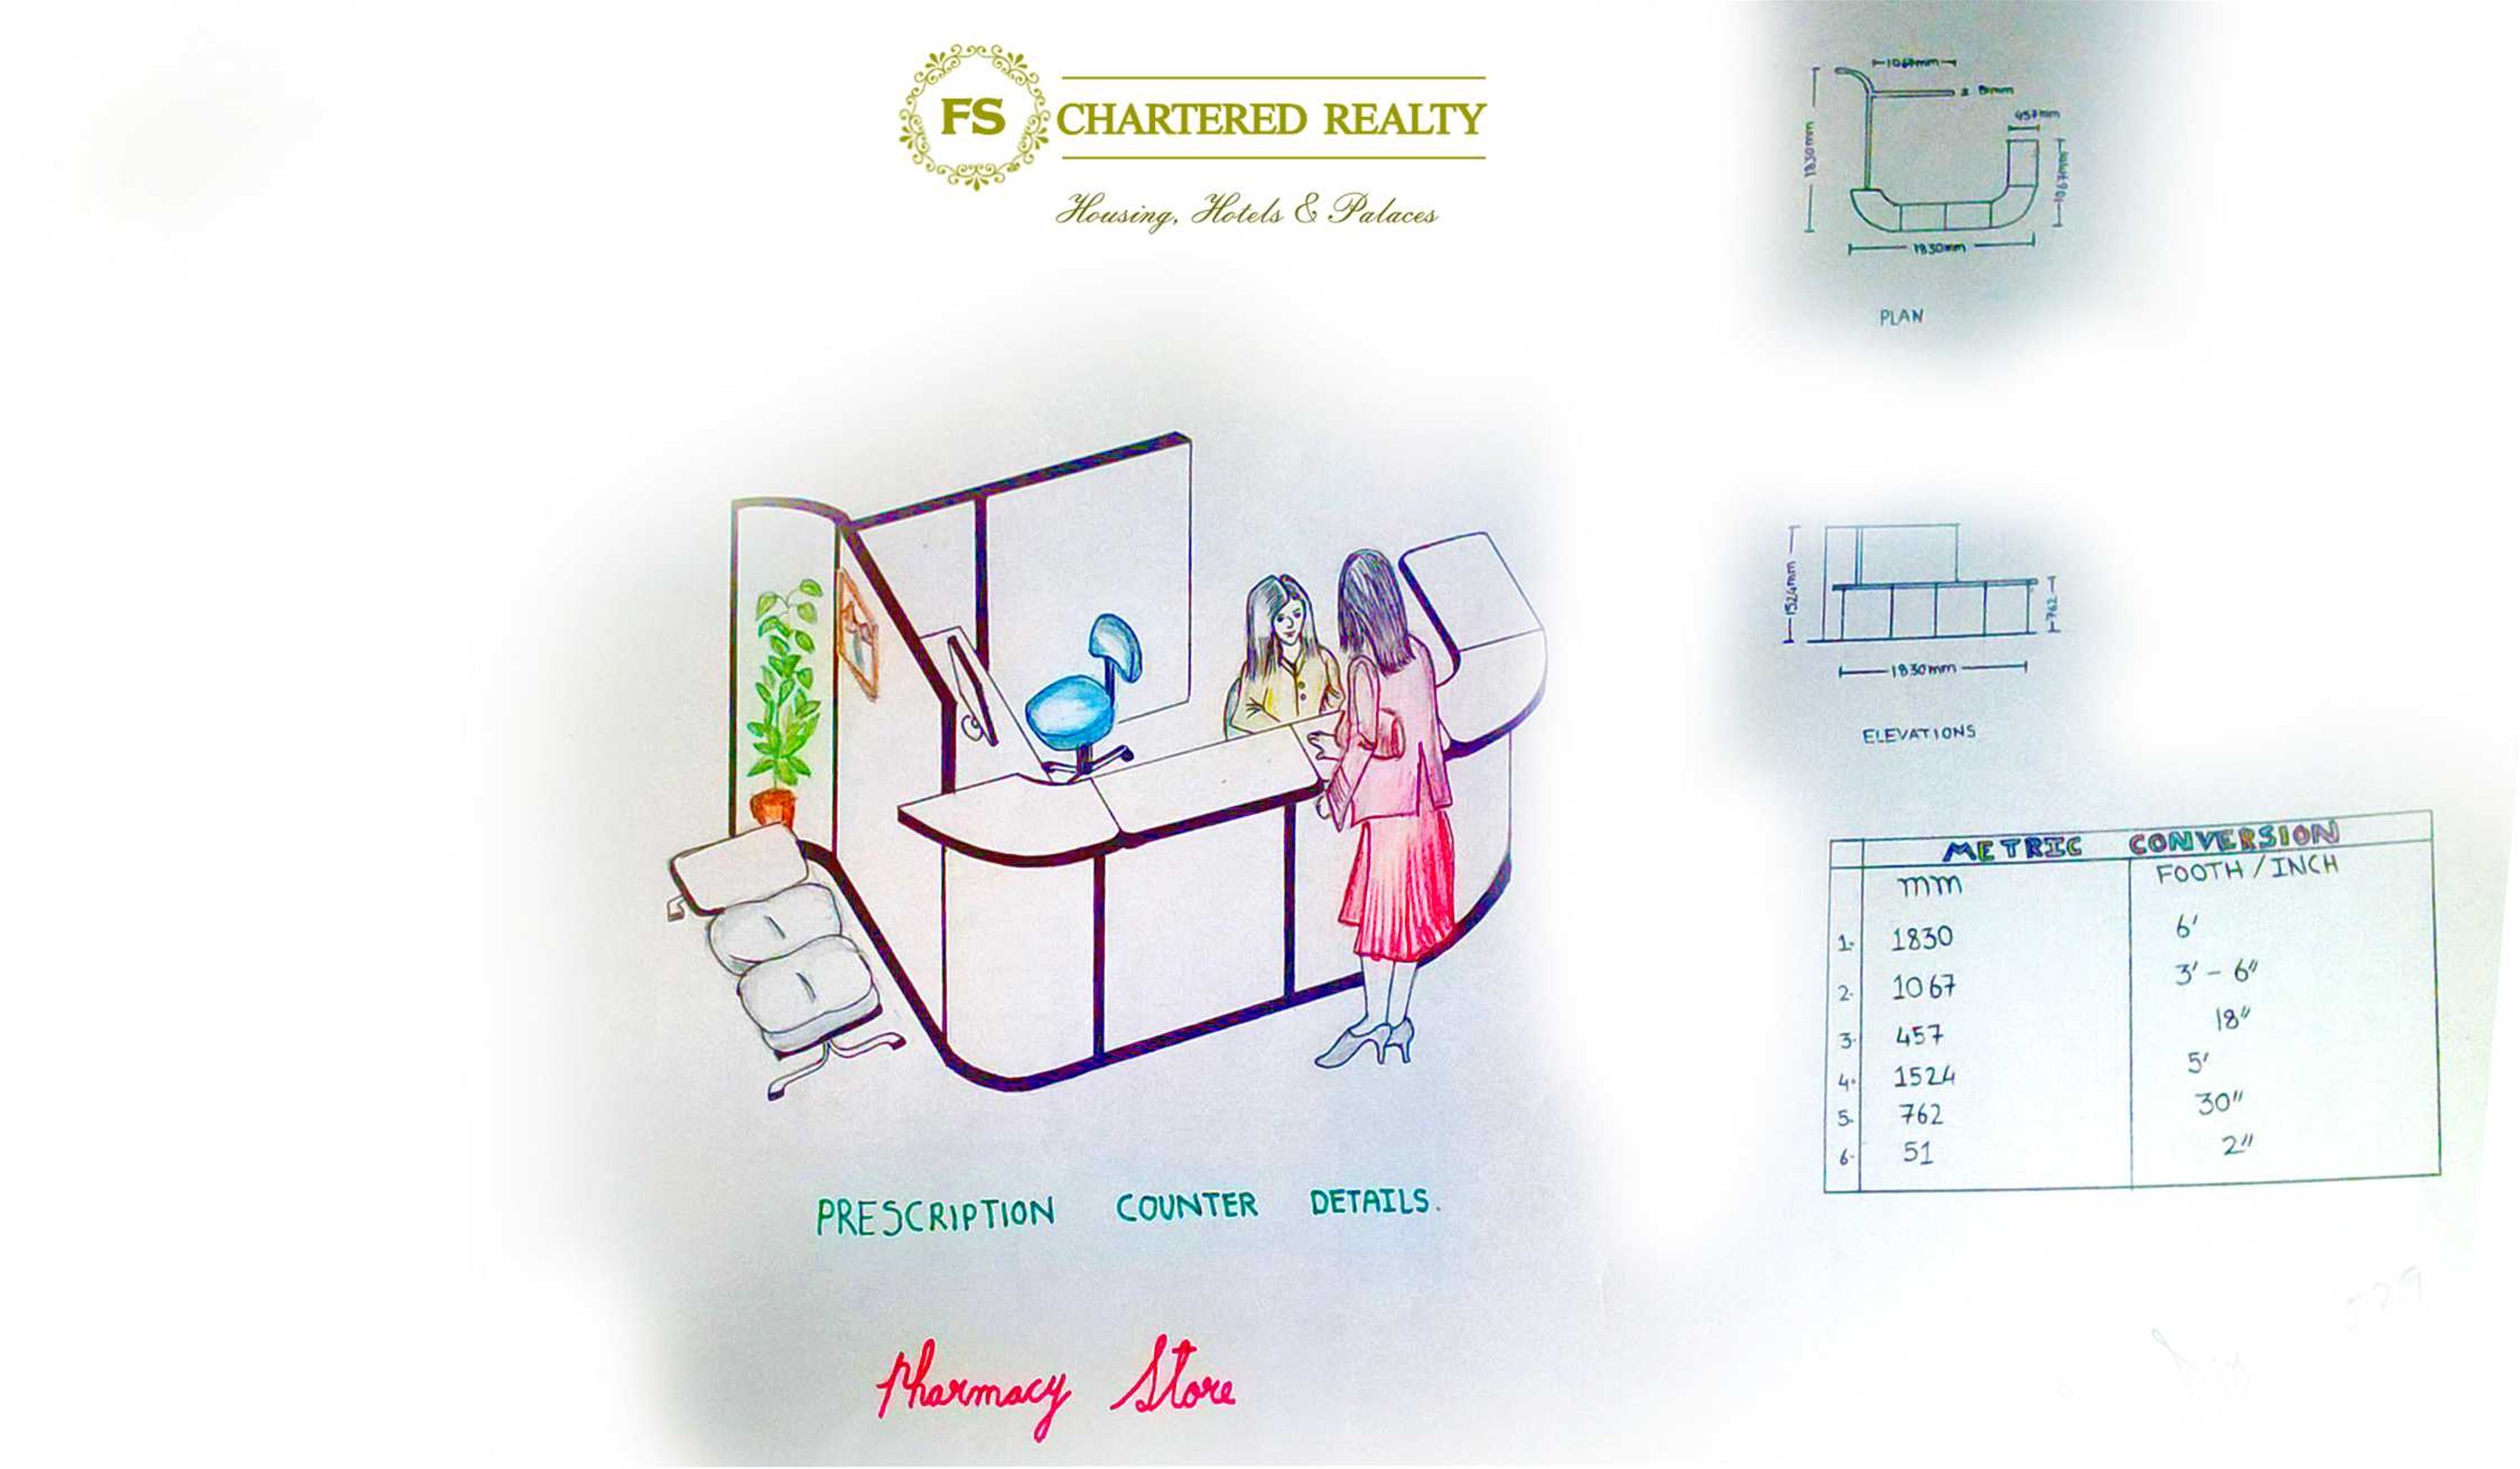 FS
CHARTERED REALTY
Housing, Hotels & Palaces
1067mm
51mm
457mm
1830mm
1067mm
1830mm
PLAN
1524mm
762
1830mm
ELEVATIONS
METRIC CONVERSION
mm FOOTH/INCH
1. 1830 6'
2. 1067 3' - 6"
3. 457 18"
4. 1524 5'
5. 762 30"
6. 51 2"
PRESCRIPTION COUNTER DETAILS.
Pharmacy Store